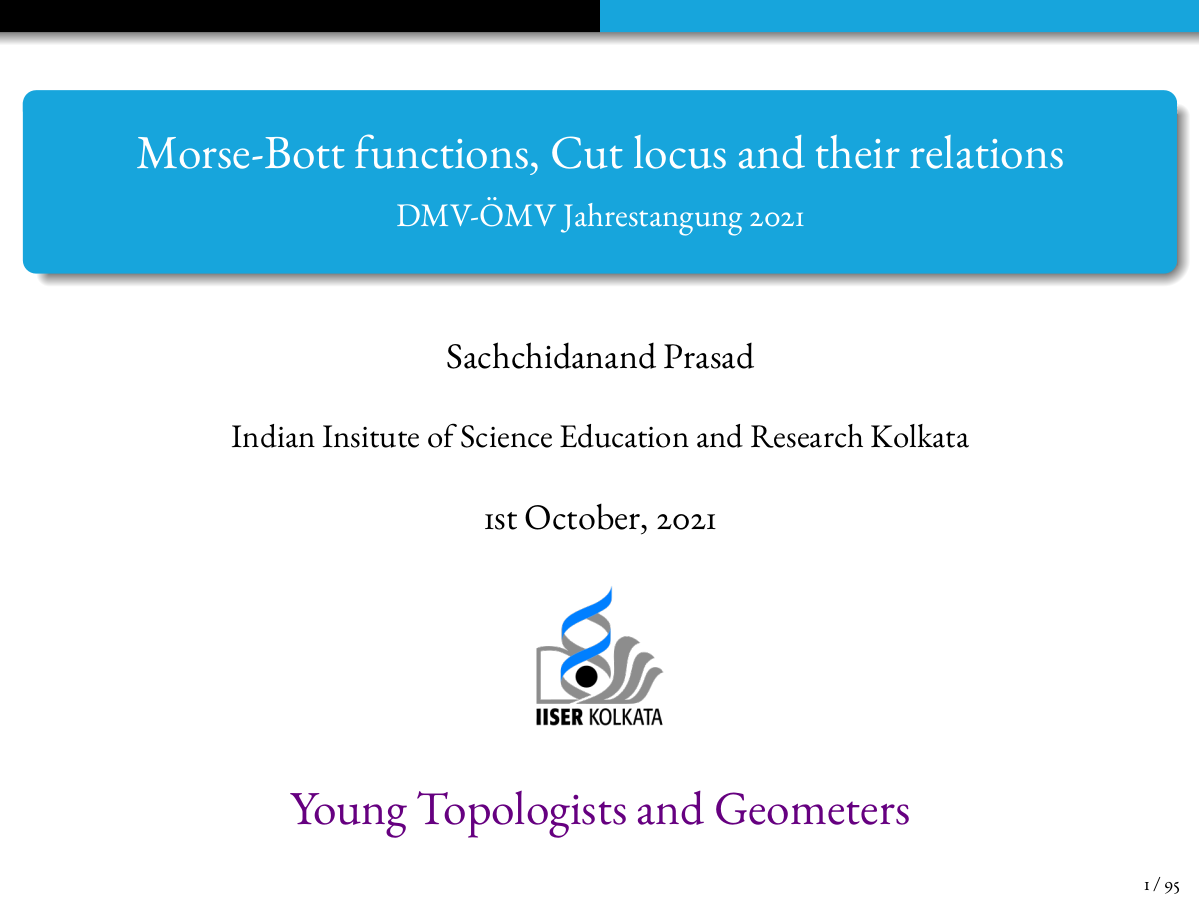 Morse-Bott functions, Cut locus and their relations
DMV-ÖMV Jahrestangung 2021
Sachchidanand Prasad
Indian Insitute of Science Education and Research Kolkata
1st October, 2021
IISER KOLKATA
Young Topologists and Geometers
1 / 95